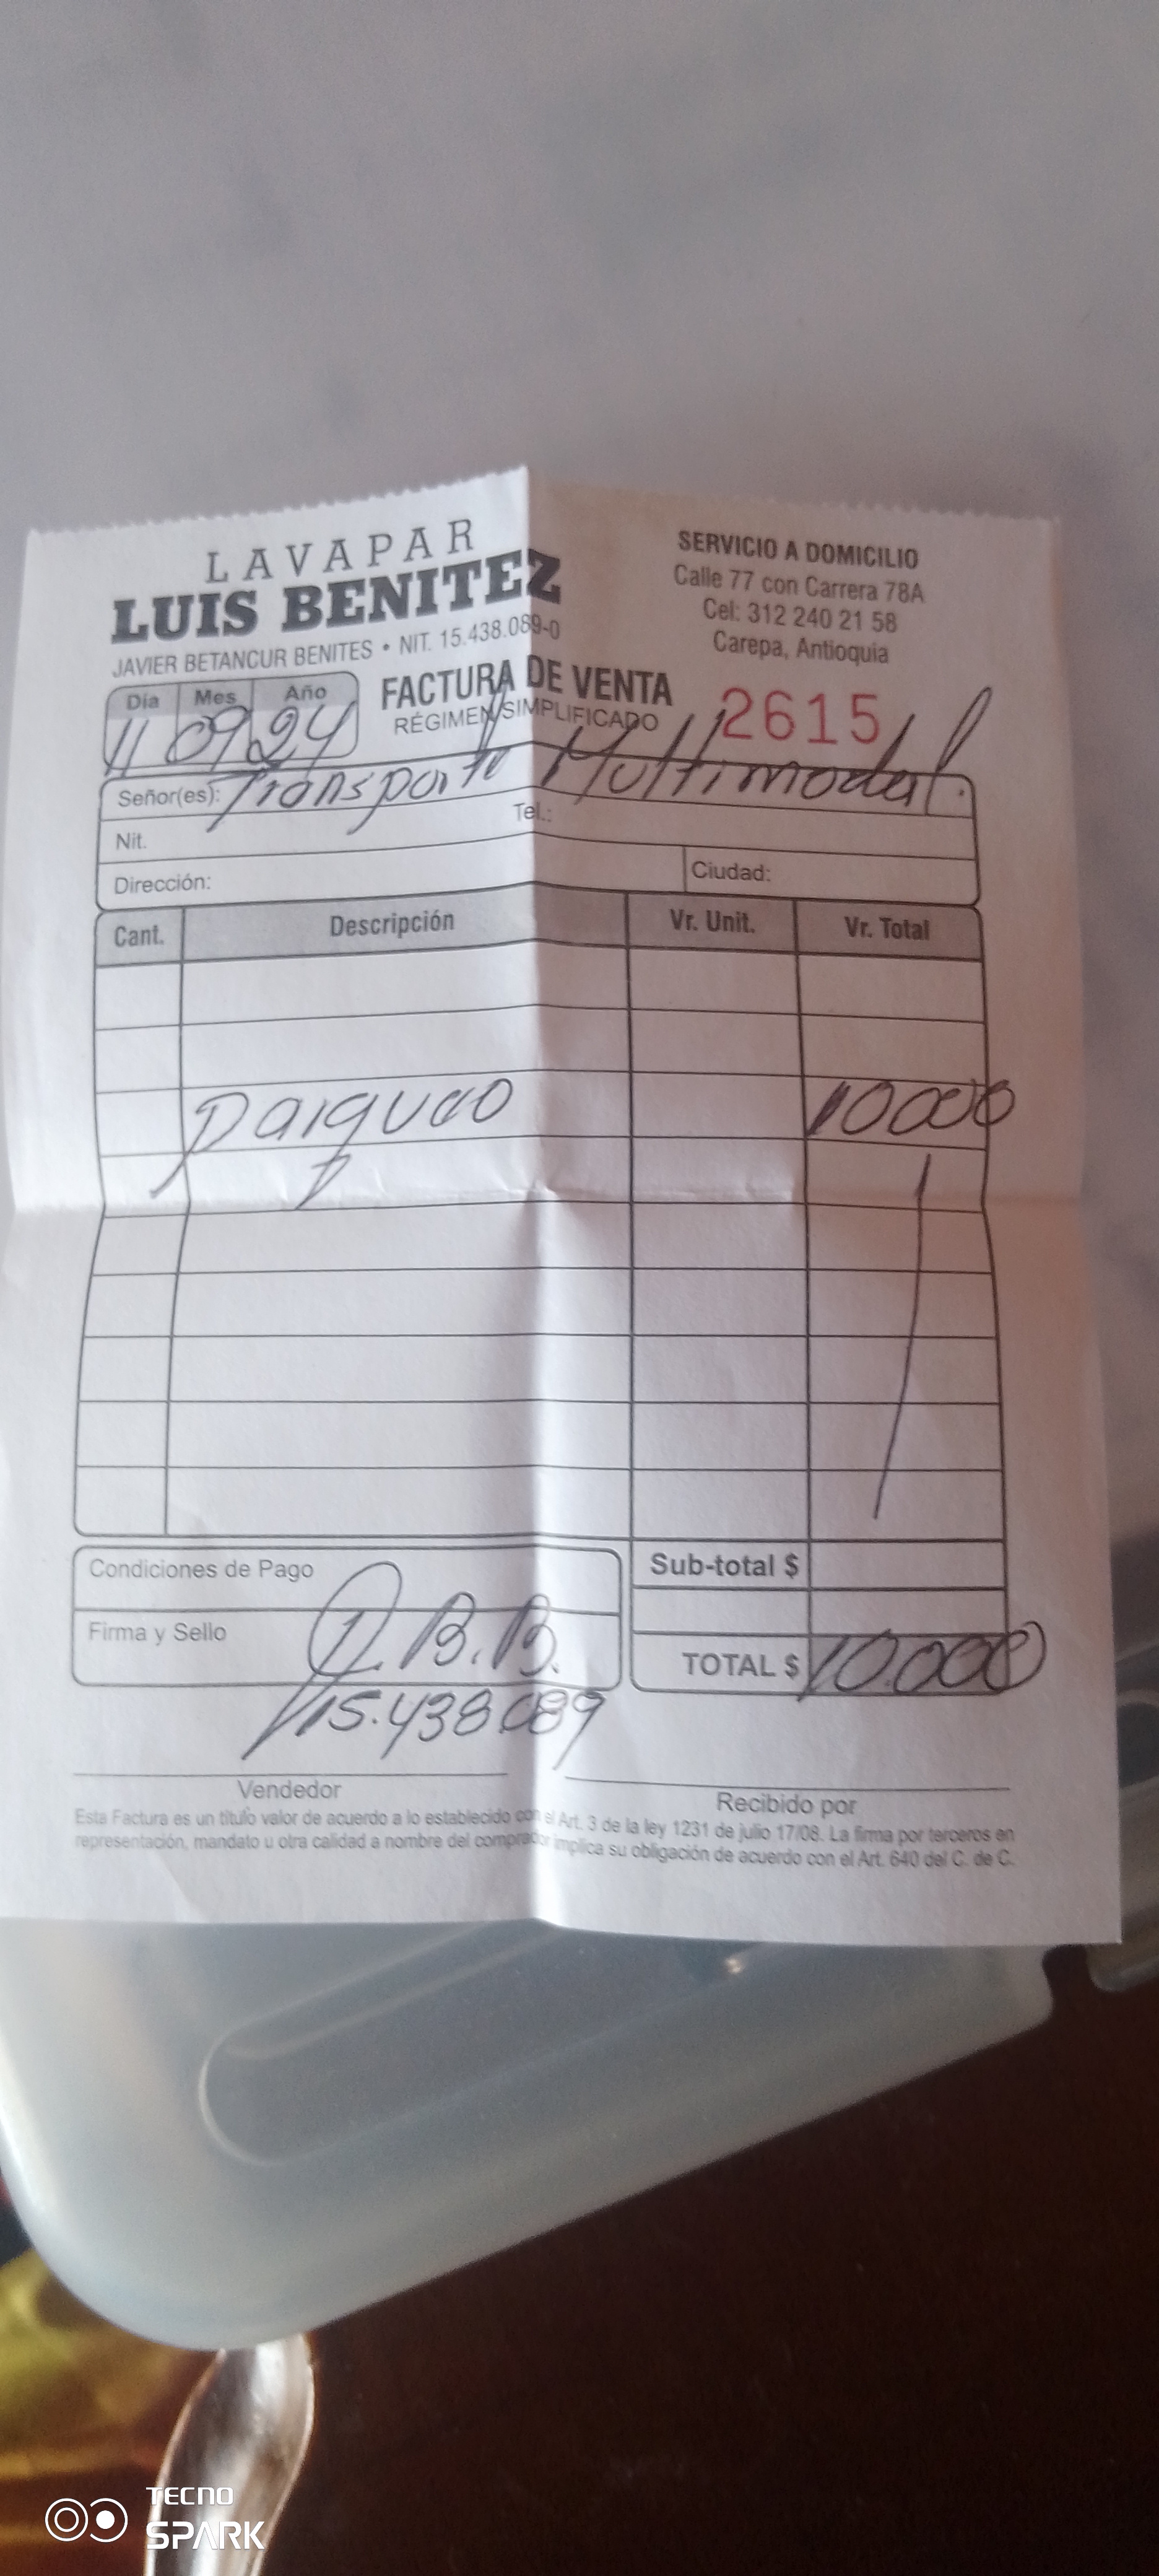 LAVAPAR
LUIS BENITEZ
JAVIER BETANCUR BENITES • NIT. 15.438.089-0
SERVICIO A DOMICILIO
Calle 77 con Carrera 78A
Cel: 312 240 21 58
Carepa, Antioquia
Día Mes Año
11 09 24
FACTURA DE VENTA
RÉGIMEN SIMPLIFICADO
2615
Señor(es): Transporte Multimodal.
Nit. Tel.:
Dirección: Ciudad:
Cant. Descripción Vr. Unit. Vr. Total
parqueo 10000
Condiciones de Pago
Sub-total $
Firma y Sello J.B.B.
TOTAL $ 10.000
15.438089
Vendedor
Recibido por
Esta Factura es un título valor de acuerdo a lo establecido con el Art. 3 de la ley 1231 de julio 17/08. La firma por terceros en
representación, mandato u otra calidad a nombre del comprador implica su obligación de acuerdo con el Art. 640 del C. de C.
TECNO
SPARK